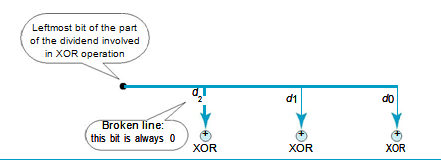 Leftmost bit of the part
of the dividend involved
in XOR operation
d2 d1 d0
Broken line:
this bit is always 0
+ + +
XOR XOR XOR